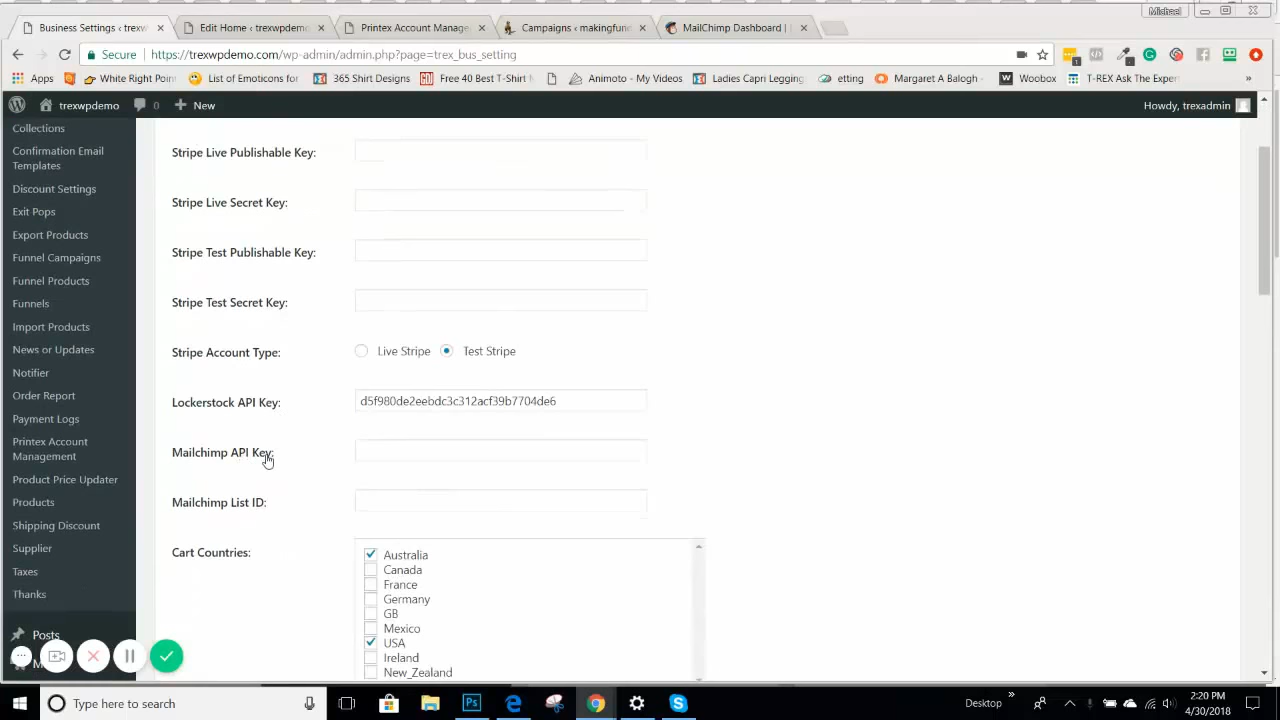 Michael
Business Settings ‹ trexw
Edit Home ‹ trexwpdemo —
Printex Account Manage
Campaigns ‹ makingfunne
MailChimp Dashboard |
Secure
https://trexwpdemo.com/wp-admin/admin.php?page=trex_bus_setting
Apps
White Right Poin
List of Emoticons for
365 Shirt Designs
Free 40 Best T-Shirt
Animoto - My Videos
Ladies Capri Legging
etting
Margaret A Balogh
Woobox
T-REX Ask The Exper
»
trexwpdemo
0
New
Howdy, trexadmin
Collections
Confirmation Email
Templates
Discount Settings
Exit Pops
Export Products
Funnel Campaigns
Funnel Products
Funnels
Import Products
News or Updates
Notifier
Order Report
Payment Logs
Printex Account
Management
Product Price Updater
Products
Shipping Discount
Supplier
Taxes
Thanks
Posts
Stripe Live Publishable Key:
Stripe Live Secret Key:
Stripe Test Publishable Key:
Stripe Test Secret Key:
Stripe Account Type:
Live Stripe
Test Stripe
Lockerstock API Key:
d5f980de2eebdc3c312acf39b7704de6
Mailchimp API Key:
Mailchimp List ID:
Cart Countries:
Australia
Canada
France
Germany
GB
Mexico
USA
Ireland
New_Zealand
Type here to search
Desktop
»
2:20 PM
4/30/2018